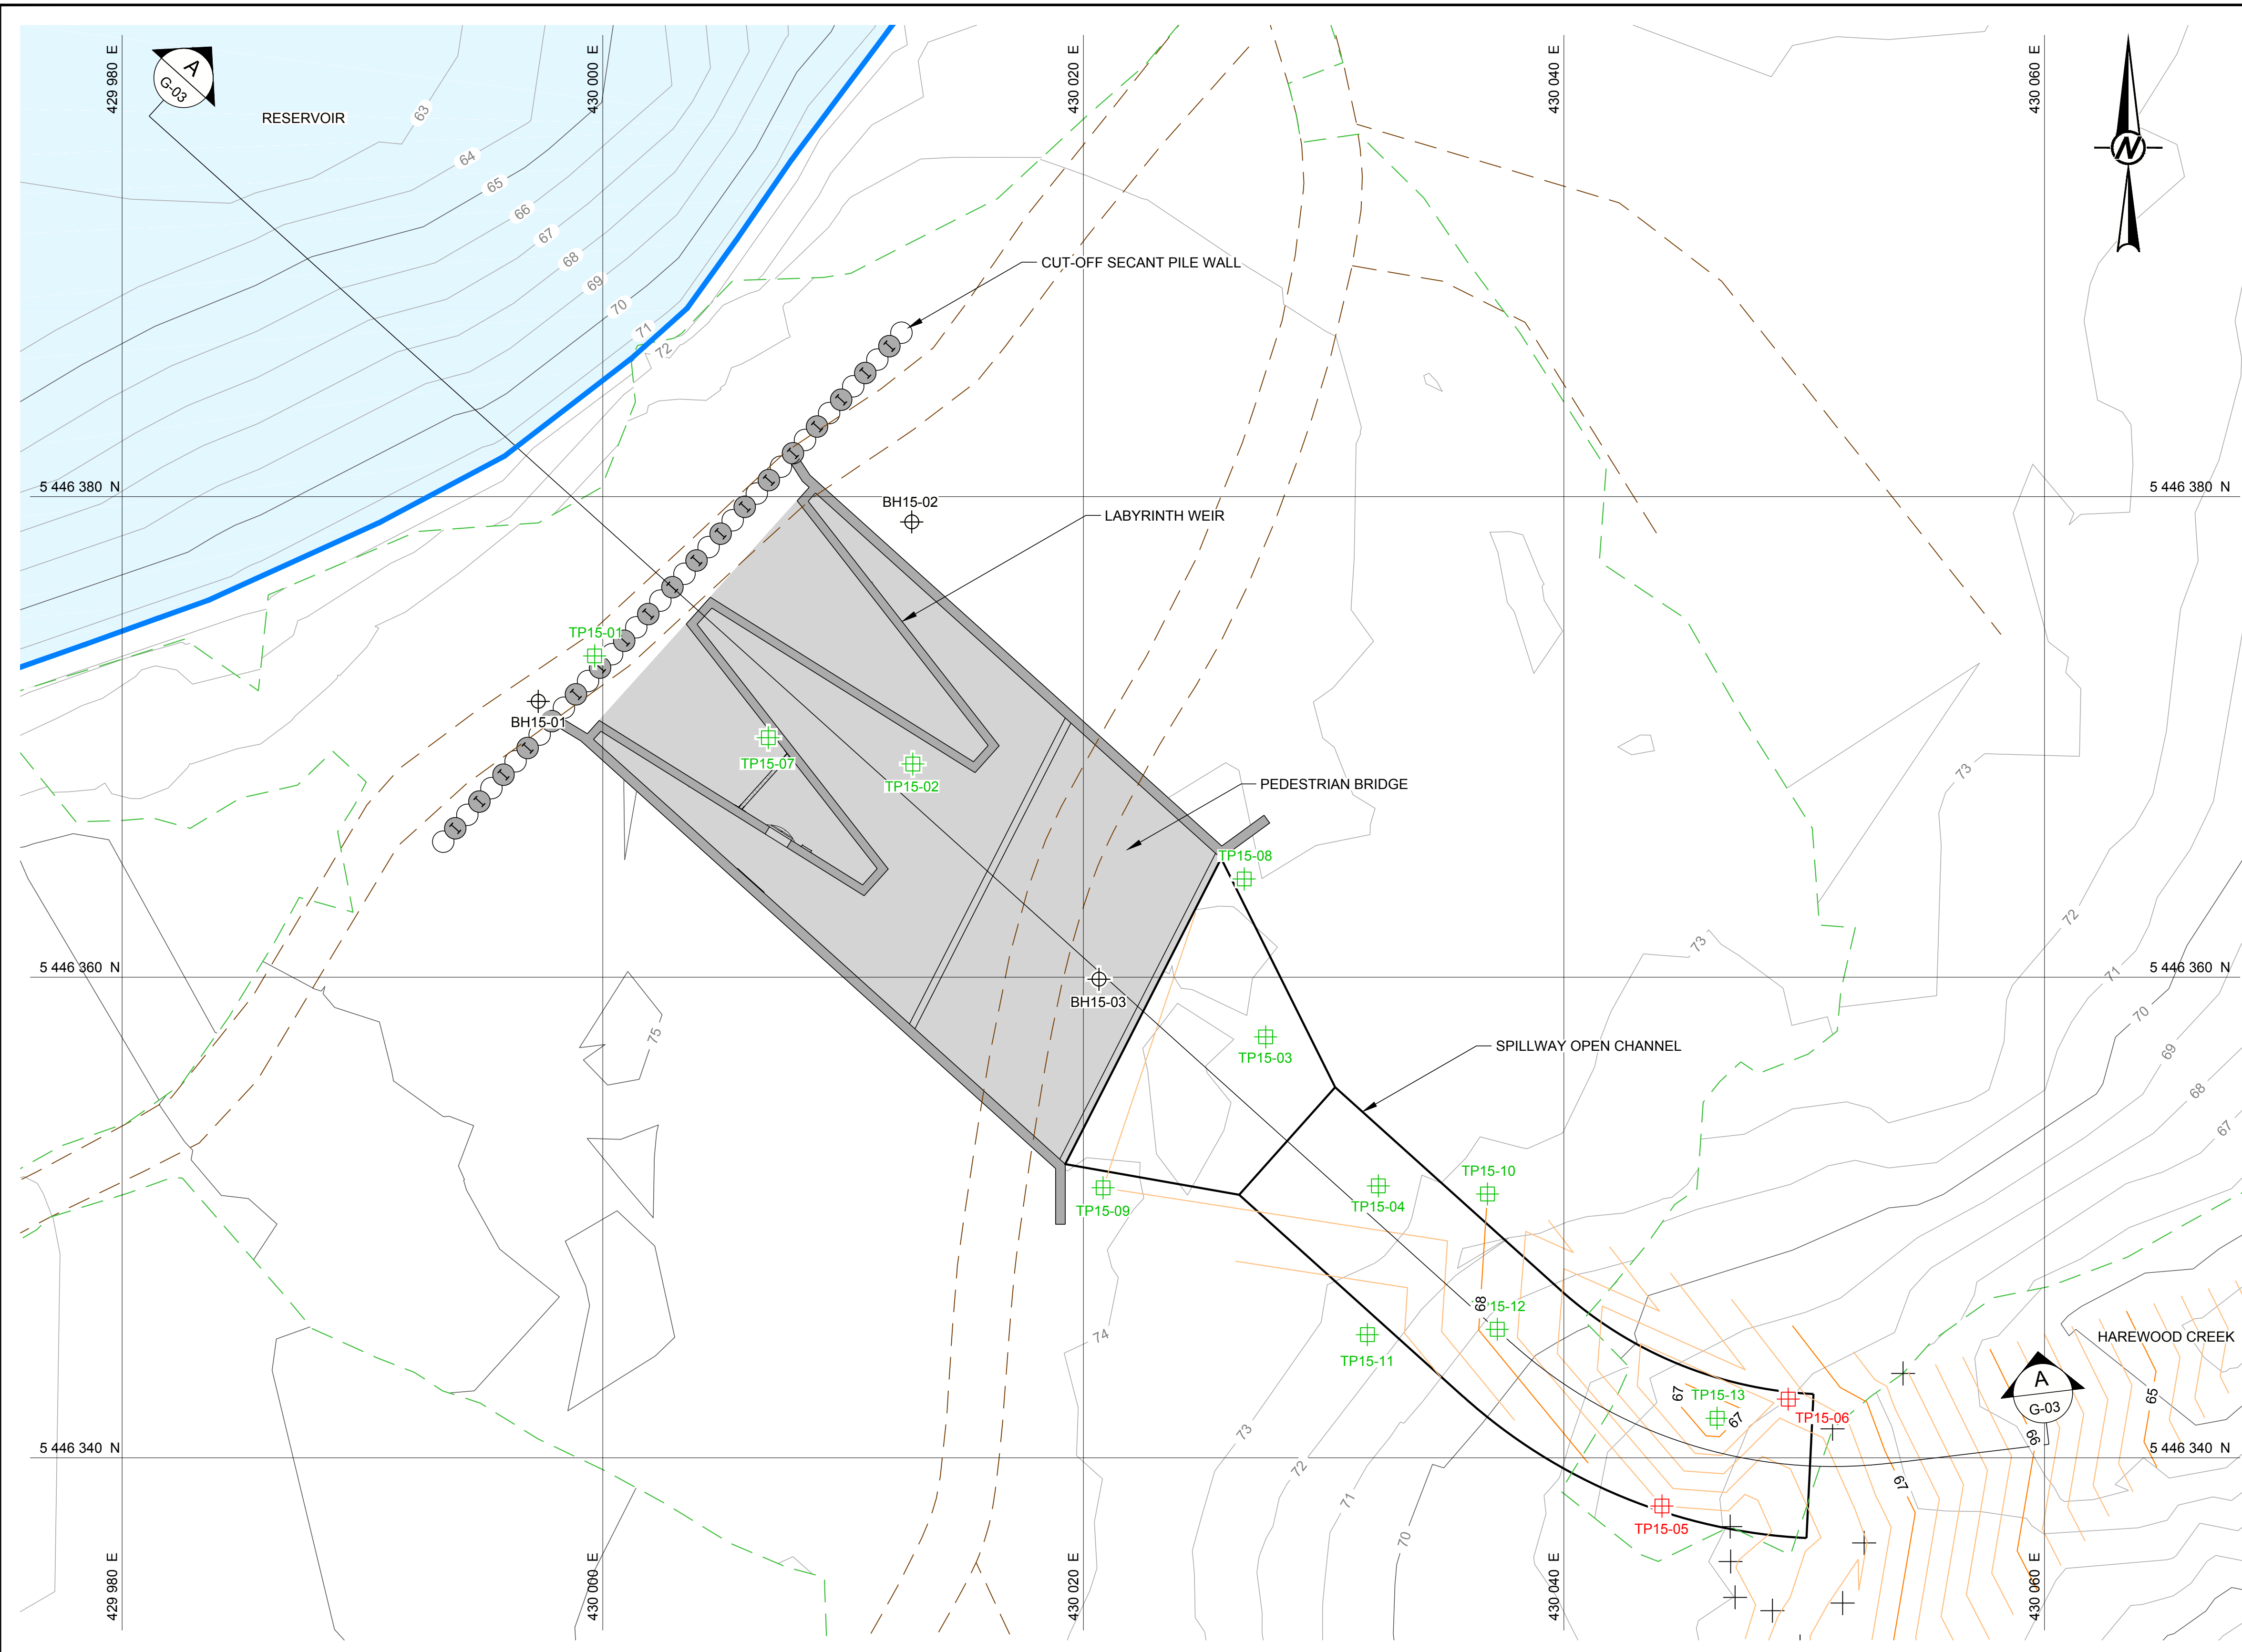 429 980 E
430 000 E
430 020 E
430 040 E
430 060 E
A
G-03
RESERVOIR
N
63
64
65
66
67
68
69
70
71
72
CUT-OFF SECANT PILE WALL
5 446 380 N
5 446 380 N
BH15-02
LABYRINTH WEIR
TP15-01
BH15-01
TP15-07
TP15-02
PEDESTRIAN BRIDGE
73
TP15-08
72
73
71
5 446 360 N
5 446 360 N
BH15-03
70
75
TP15-03
SPILLWAY OPEN CHANNEL
69
68
67
TP15-10
TP15-04
TP15-09
68
15-12
74
HAREWOOD CREEK
TP15-11
A
G-03
67
TP15-13
65
TP15-06
67
73
66
5 446 340 N
5 446 340 N
72
67
71
TP15-05
70
429 980 E
430 000 E
430 020 E
430 040 E
430 060 E